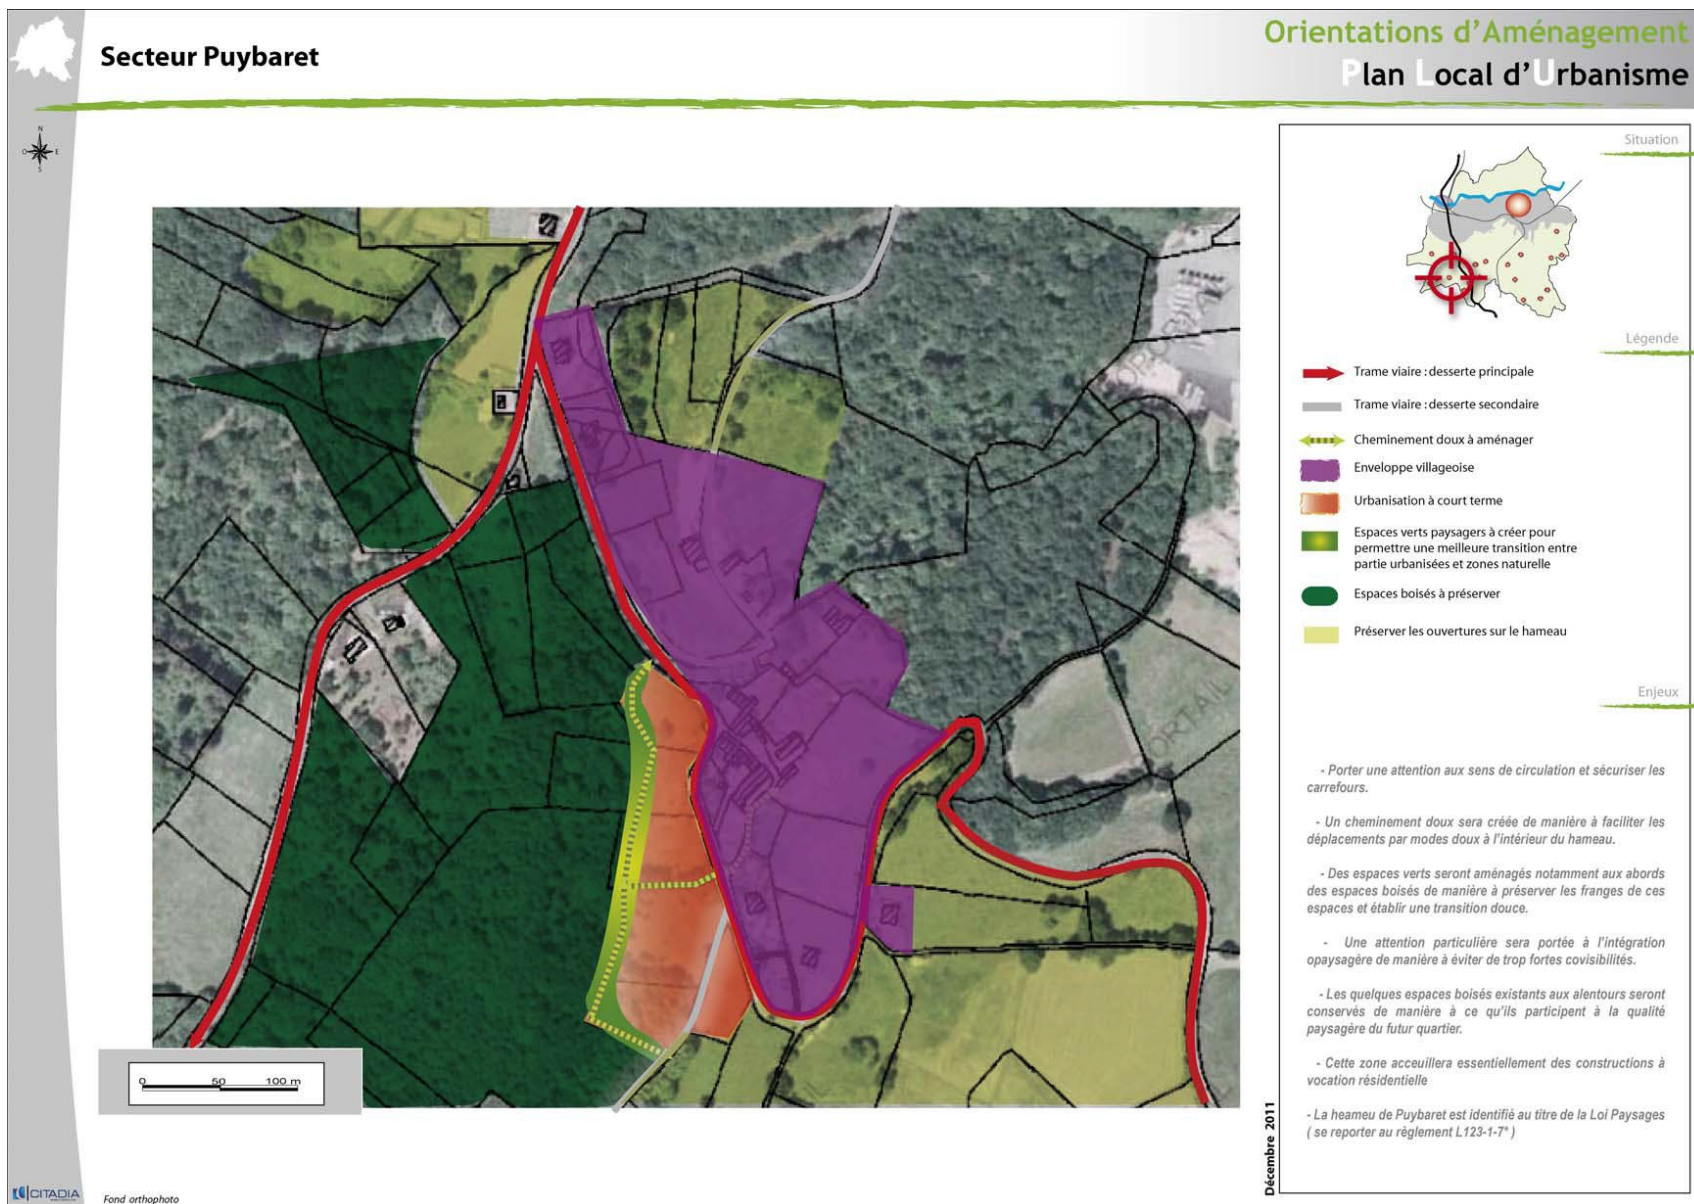 Secteur Puybaret
Orientations d'Aménagement
Plan Local d'Urbanisme
N
O
E
S
Situation
Légende
Trame viaire : desserte principale
Trame viaire : desserte secondaire
Cheminement doux à aménager
Enveloppe villageoise
Urbanisation à court terme
Espaces verts paysagers à créer pour
permettre une meilleure transition entre
partie urbanisées et zones naturelle
Espaces boisés à préserver
Préserver les ouvertures sur le hameau
Enjeux
- Porter une attention aux sens de circulation et sécuriser les
carrefours.
- Un cheminement doux sera créée de manière à faciliter les
déplacements par modes doux à l'intérieur du hameau.
- Des espaces verts seront aménagés notamment aux abords
des espaces boisés de manière à préserver les franges de ces
espaces et établir une transition douce.
- Une attention particulière sera portée à l'intégration
opaysagère de manière à éviter de trop fortes covisibilités.
- Les quelques espaces boisés existants aux alentours seront
conservés de manière à ce qu'ils participent à la qualité
paysagère du futur quartier.
- Cette zone acceuillera essentiellement des constructions à
vocation résidentielle
- La heameu de Puybaret est identifié au titre de la Loi Paysages
( se reporter au règlement L123-1-7° )
0 50 100 m
Décembre 2011
CITADIA
Fond orthophoto